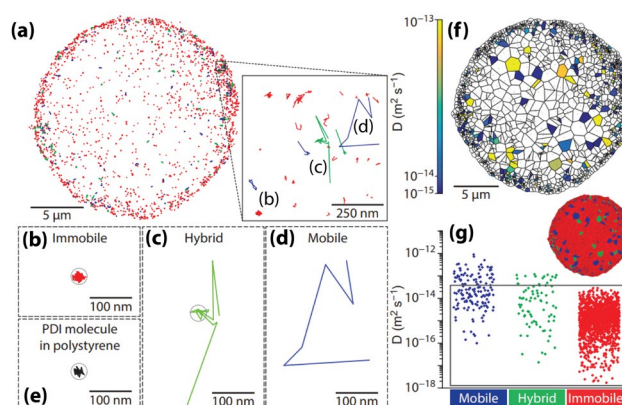 (a)
5 µm
(b)
(c)
(d)
250 nm
(b)
Immobile
100 nm
PDI molecule
in polystyrene
100 nm
(e)
(c)
Hybrid
100 nm
(d)
Mobile
100 nm
(f)
10⁻¹³
D (m² s⁻¹)
10⁻¹⁴
10⁻¹⁵
5 µm
(g)
D (m² s⁻¹)
10⁻¹²
10⁻¹⁴
10⁻¹⁶
10⁻¹⁸
Mobile
Hybrid
Immobile